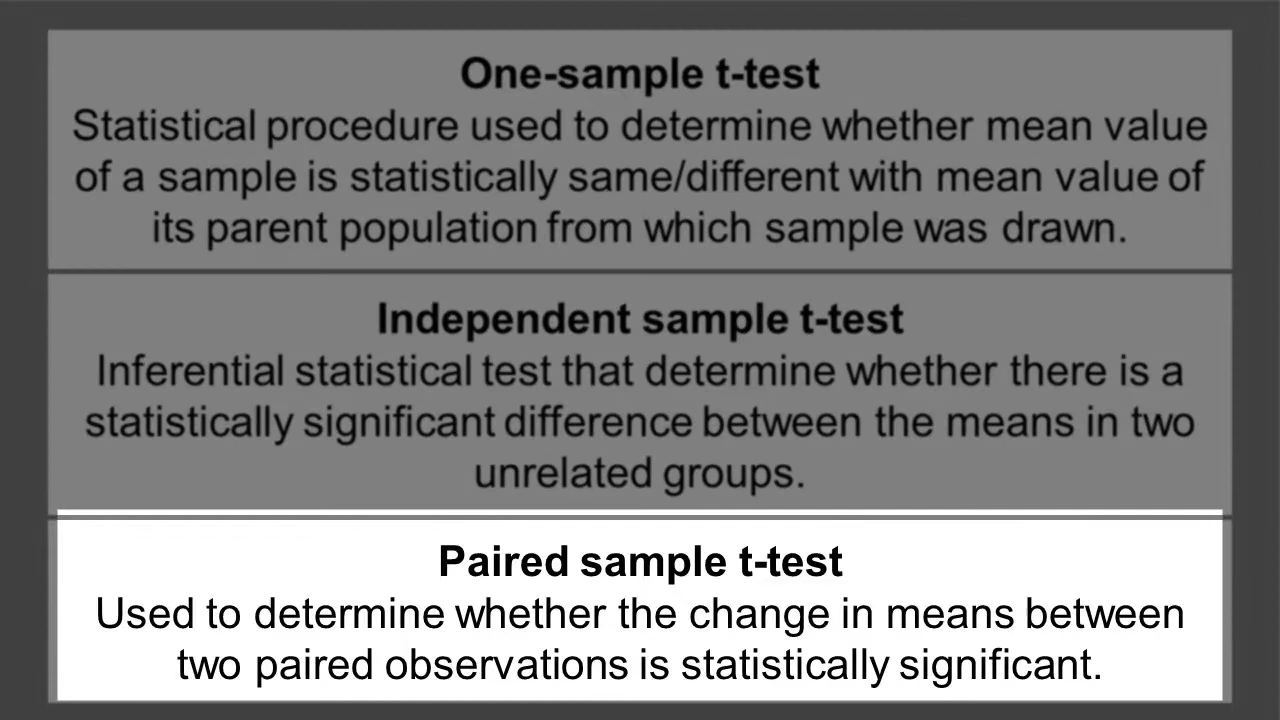 One-sample t-test
Statistical procedure used to determine whether mean value
of a sample is statistically same/different with mean value of
its parent population from which sample was drawn.
Independent sample t-test
Inferential statistical test that determine whether there is a
statistically significant difference between the means in two
unrelated groups.
Paired sample t-test
Used to determine whether the change in means between
two paired observations is statistically significant.